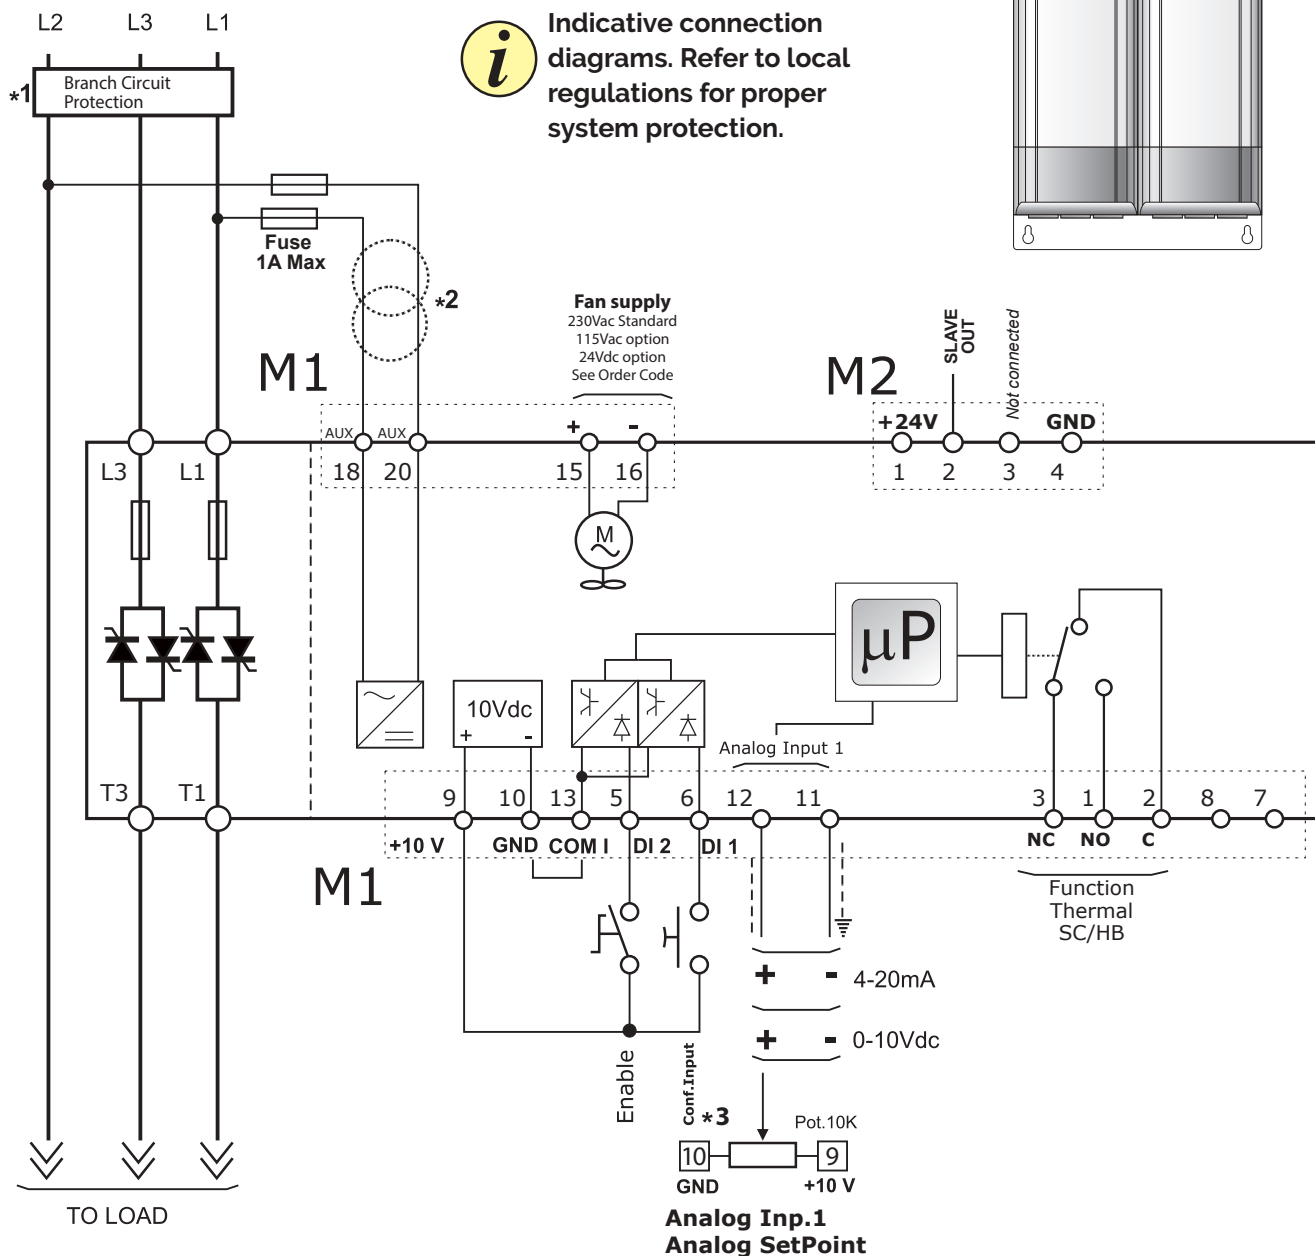 L2 L3 L1
Indicative connection
diagrams. Refer to local
regulations for proper
system protection.
i
*1
Branch Circuit
Protection
Fuse
1A Max
*2
Fan supply
230Vac Standard
115Vac option
24Vdc option
See Order Code
SLAVE
OUT
Not connected
M1
M2
AUX AUX + -
+24V GND
L3 L1 18 20 15 16
1 2 3 4
M
µP
10Vdc
+ -
Analog Input 1
T3 T1 9 10 13 5 6 12 11 3 1 2 8 7
+10 V GND COM I DI 2 DI 1 NC NO C
M1
Function
Thermal
SC/HB
+ - 4-20mA
+ - 0-10Vdc
Enable
Conf.Input
*3
Pot.10K
10 9
GND +10 V
TO LOAD
Analog Inp.1
Analog SetPoint